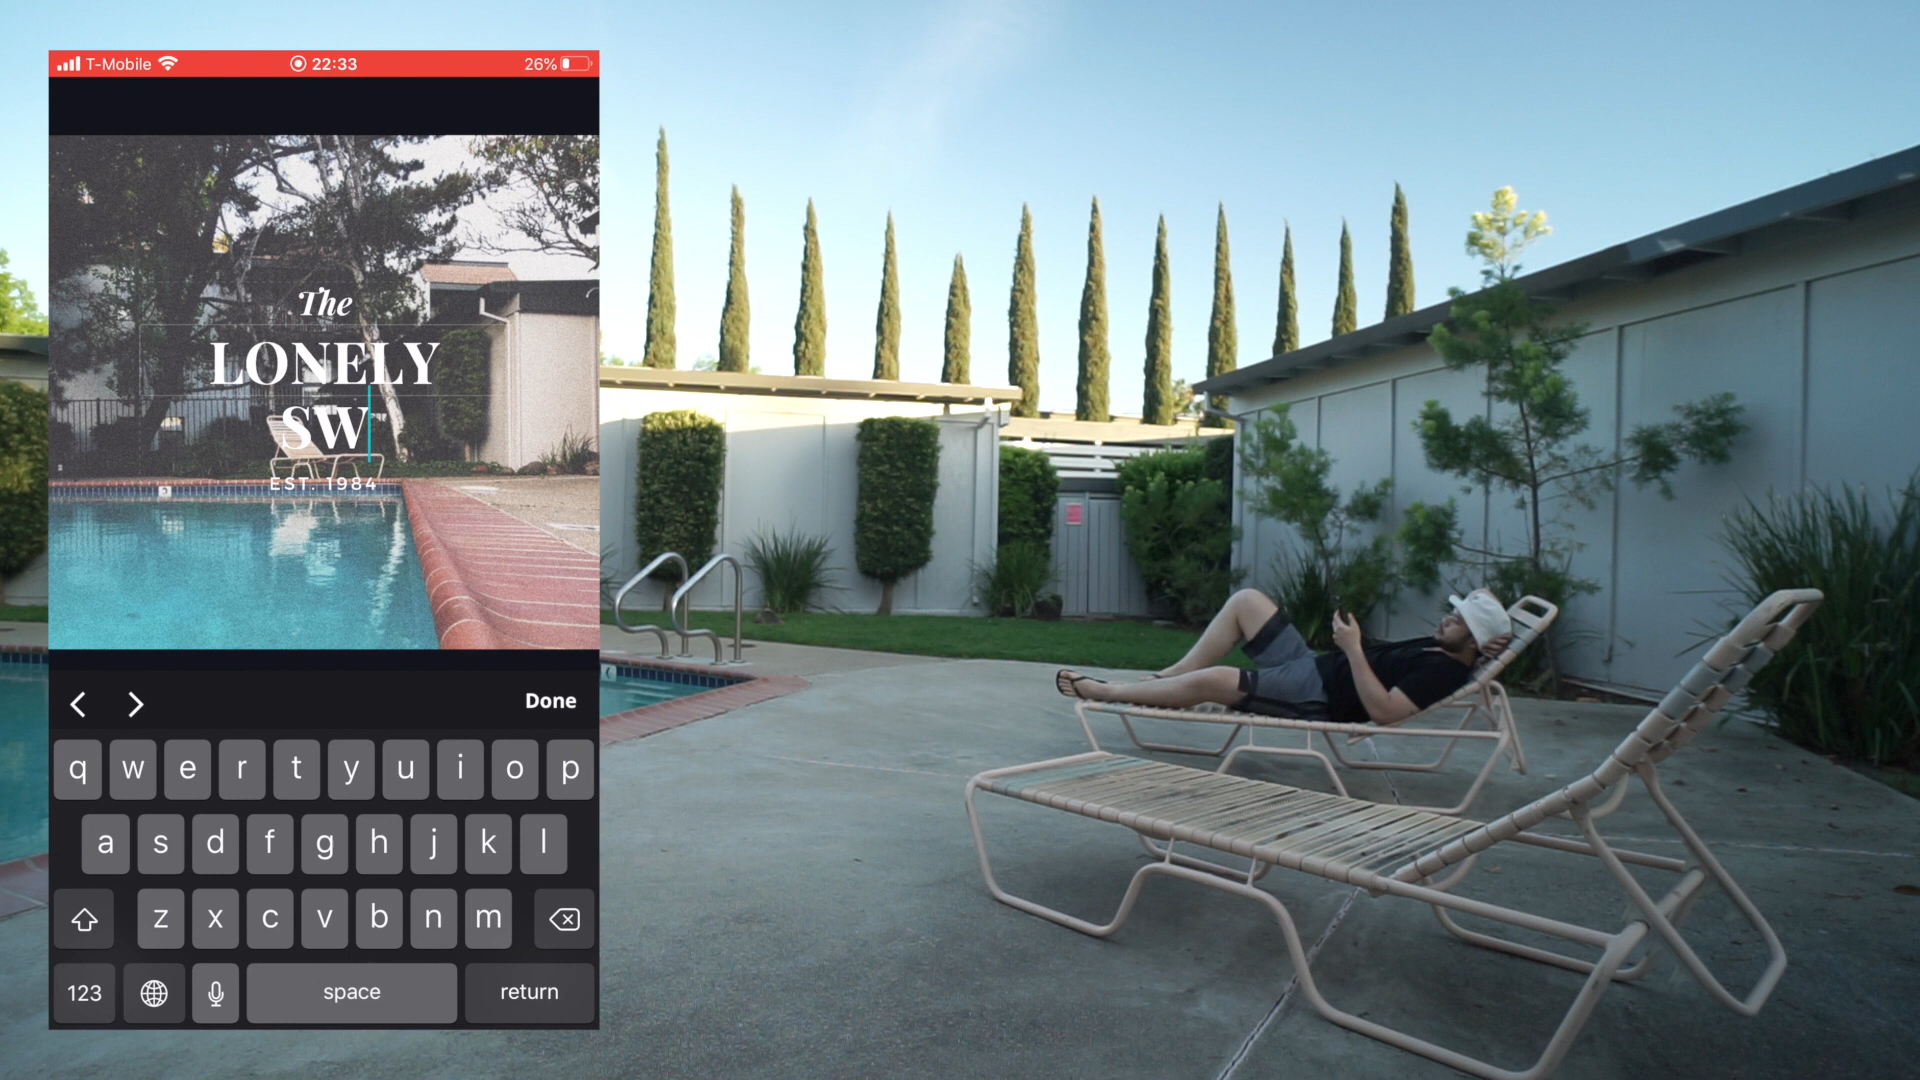 T-Mobile 22:33 26%
The
LONELY
SW
EST. 1984
Done
q w e r t y u i o p
a s d f g h j k l
z x c v b n m
123 space return